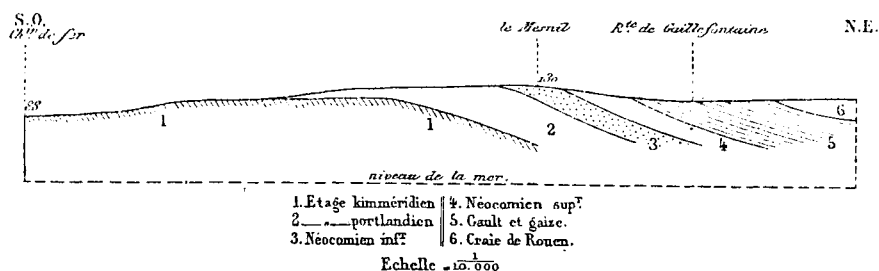 S.O. N.E.
Ch.in de fer le Mesnil R.te de Gaillefontaine
88 130
1 1 2 3 4 5 6
niveau de la mer.
1. Etage kimméridien 4. Néocomien sup.r
2 —〃— portlandien 5. Gault et gaize.
3. Néocomien inf.r 6. Craie de Rouen.
Echelle = 1/10.000